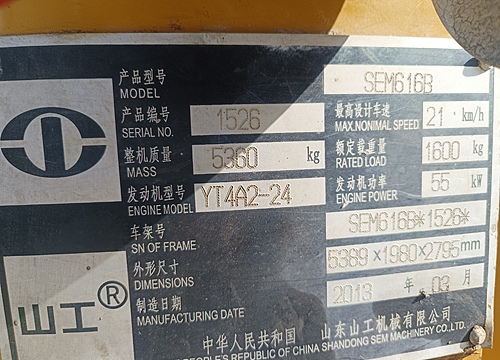 产品型号 SEM616B
MODEL
产品编号 1526 最高设计车速 21 km/h
SERIAL NO. MAX.NONIMAL SPEED
整机质量 5360 kg 额定载重量 1600 kg
MASS RATED LOAD
发动机型号 YT4A2-24 发动机功率 55 kW
ENGINE MODEL ENGINE POWER
车架号 SEM616B*1526*
SN OF FRAME
外形尺寸 5389×1980×2795mm
DIMENSIONS
制造日期 2013 年 03 月
MANUFACTURING DATE
山工®
中华人民共和国 山东山工机械有限公司
PEOPLE'S REPUBLIC OF CHINA SHANDONG SEM MACHINERY CO.,LTD.